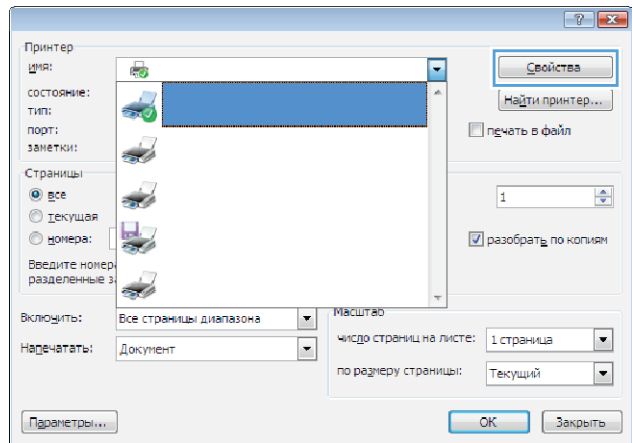 Принтер
имя:
Свойства
состояние:
Найти принтер...
тип:
порт:
печать в файл
заметки:
Страницы
все
1
текущая
номера:
разобрать по копиям
Введите
разделенные
Включить:
Все страницы диапазона
Масштаб
число страниц на листе:
1 страница
Напечатать:
Документ
по размеру страницы:
Текущий
Параметры...
ОК
Закрыть